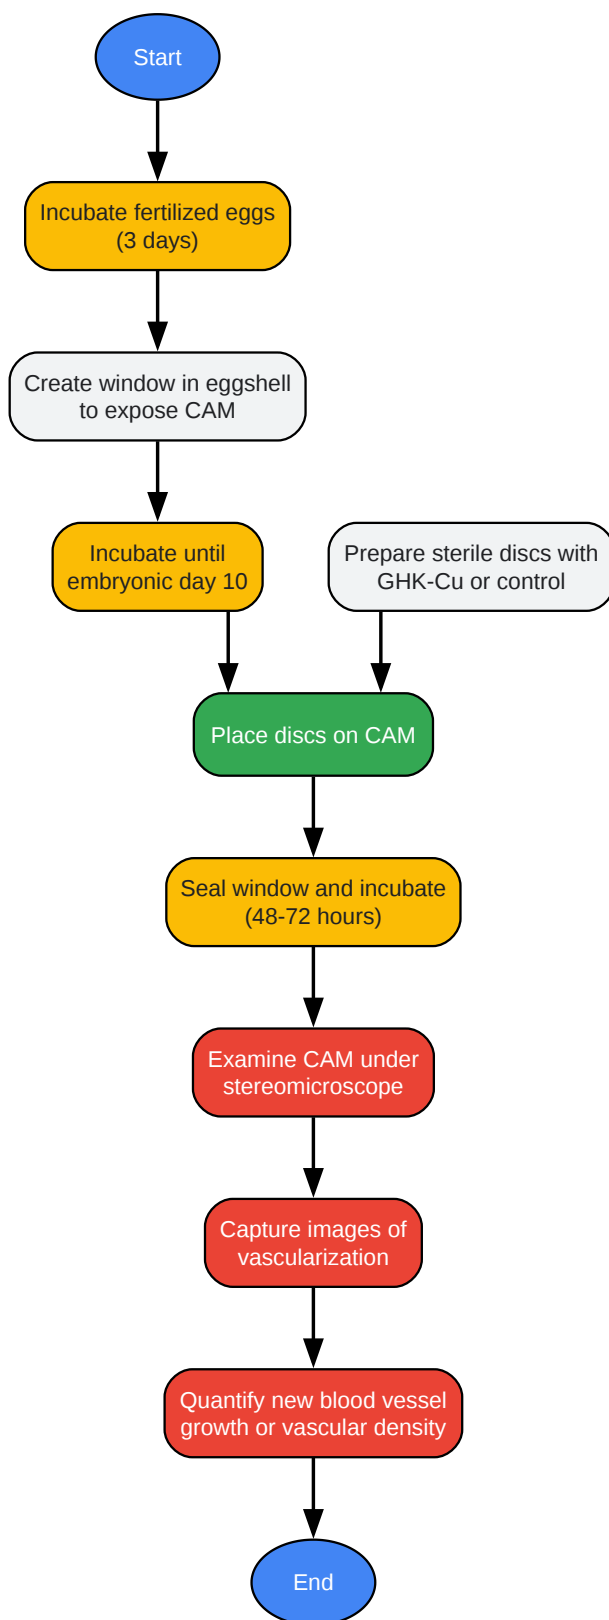 Start
Incubate fertilized eggs
(3 days)
Create window in eggshell
to expose CAM
Incubate until
embryonic day 10
Prepare sterile discs with
GHK-Cu or control
Place discs on CAM
Seal window and incubate
(48-72 hours)
Examine CAM under
stereomicroscope
Capture images of
vascularization
Quantify new blood vessel
growth or vascular density
End